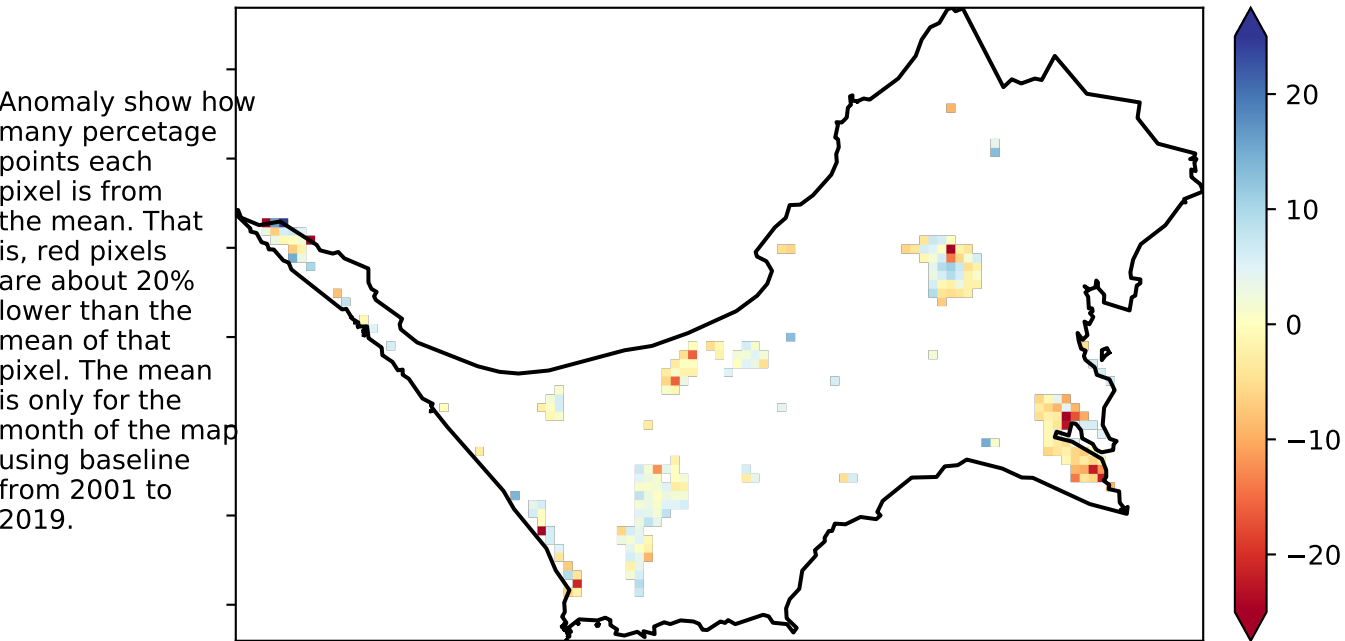 Anomaly show how
many percetage
points each
pixel is from
the mean. That
is, red pixels
are about 20%
lower than the
mean of that
pixel. The mean
is only for the
month of the map
using baseline
from 2001 to
2019.
20
10
0
−10
−20